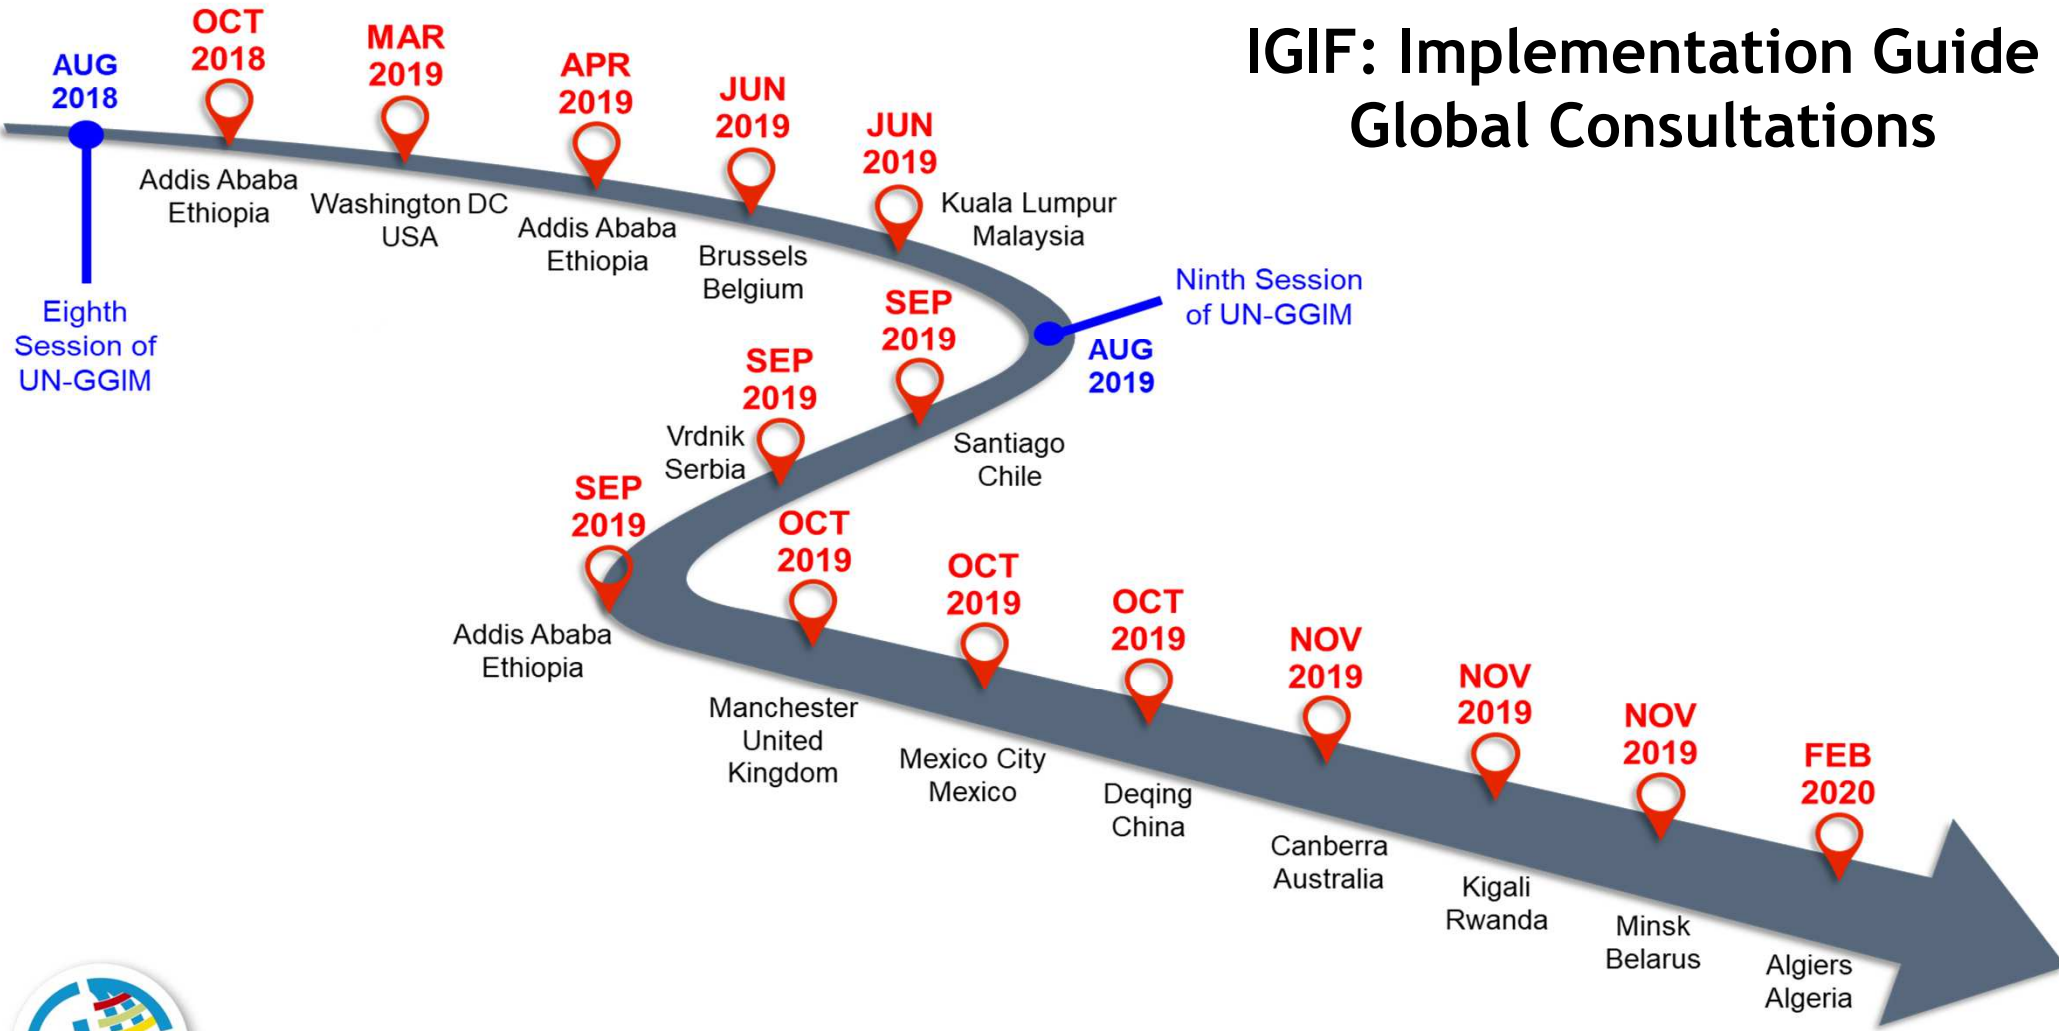 IGIF: Implementation Guide
Global Consultations
AUG
2018
Eighth
Session of
UN-GGIM
OCT
2018
Addis Ababa
Ethiopia
MAR
2019
Washington DC
USA
APR
2019
Addis Ababa
Ethiopia
JUN
2019
Brussels
Belgium
JUN
2019
Kuala Lumpur
Malaysia
Ninth Session
of UN-GGIM
AUG
2019
SEP
2019
Santiago
Chile
SEP
2019
Vrdnik
Serbia
SEP
2019
Addis Ababa
Ethiopia
OCT
2019
Manchester
United
Kingdom
OCT
2019
Mexico City
Mexico
OCT
2019
Deqing
China
NOV
2019
Canberra
Australia
NOV
2019
Kigali
Rwanda
NOV
2019
Minsk
Belarus
FEB
2020
Algiers
Algeria